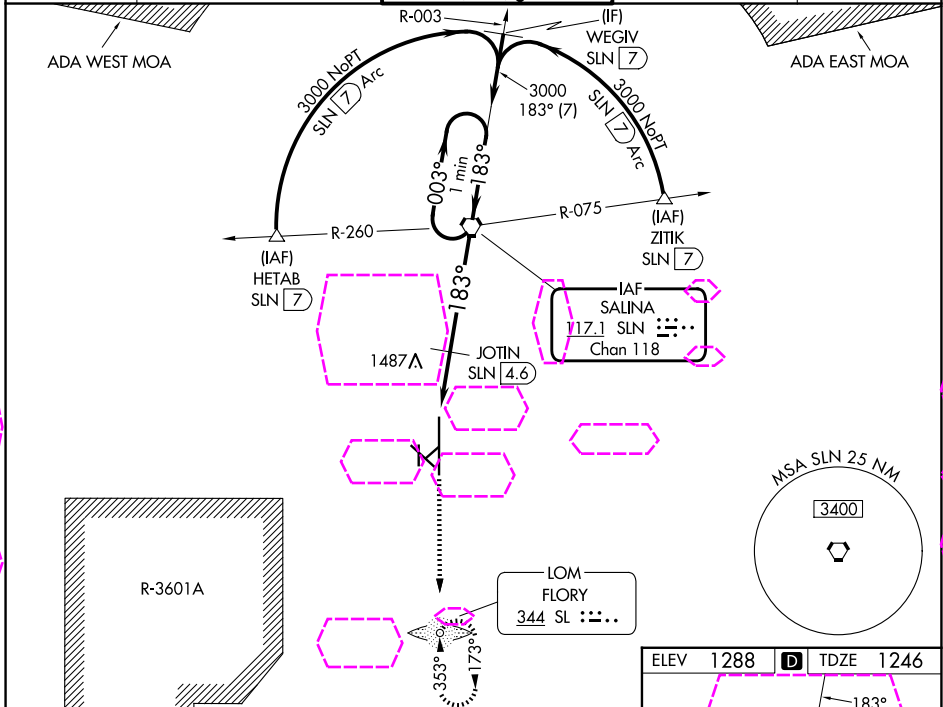 R-003
(IF)
WEGIV
SLN 7
ADA WEST MOA
ADA EAST MOA
3000 NoPT
SLN 7 Arc
3000 NoPT
SLN 7 Arc
3000
183° (7)
003°
1 min
183°
R-260
R-075
(IAF)
HETAB
SLN 7
(IAF)
ZITIK
SLN 7
183°
IAF
SALINA
117.1 SLN
Chan 118
1487
JOTIN
SLN 4.6
MSA SLN 25 NM
3400
R-3601A
LOM
FLORY
344 SL
353°
173°
ELEV 1288 D TDZE 1246
183°